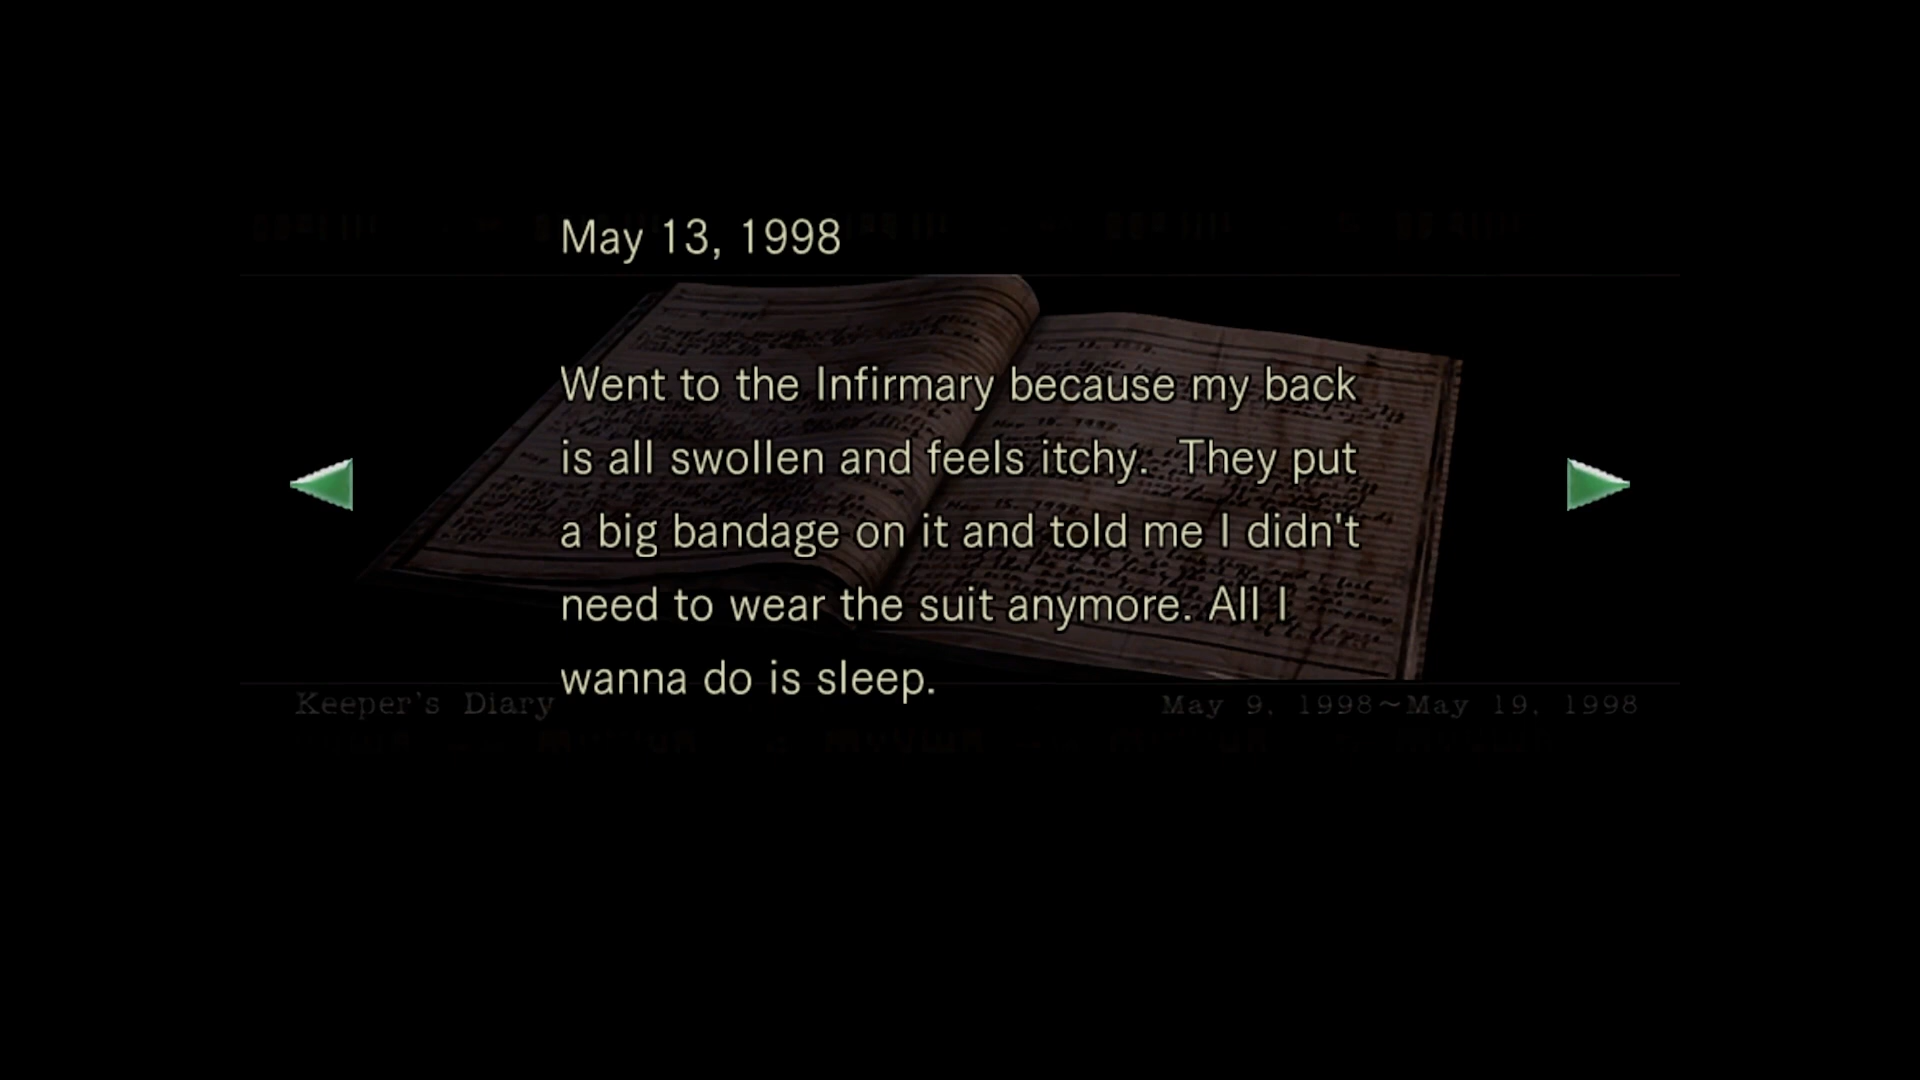 May 13, 1998
Went to the Infirmary because my back
is all swollen and feels itchy.  They put
a big bandage on it and told me I didn't
need to wear the suit anymore. All I
wanna do is sleep.
Keeper's Diary
May 9, 1998~May 19, 1998